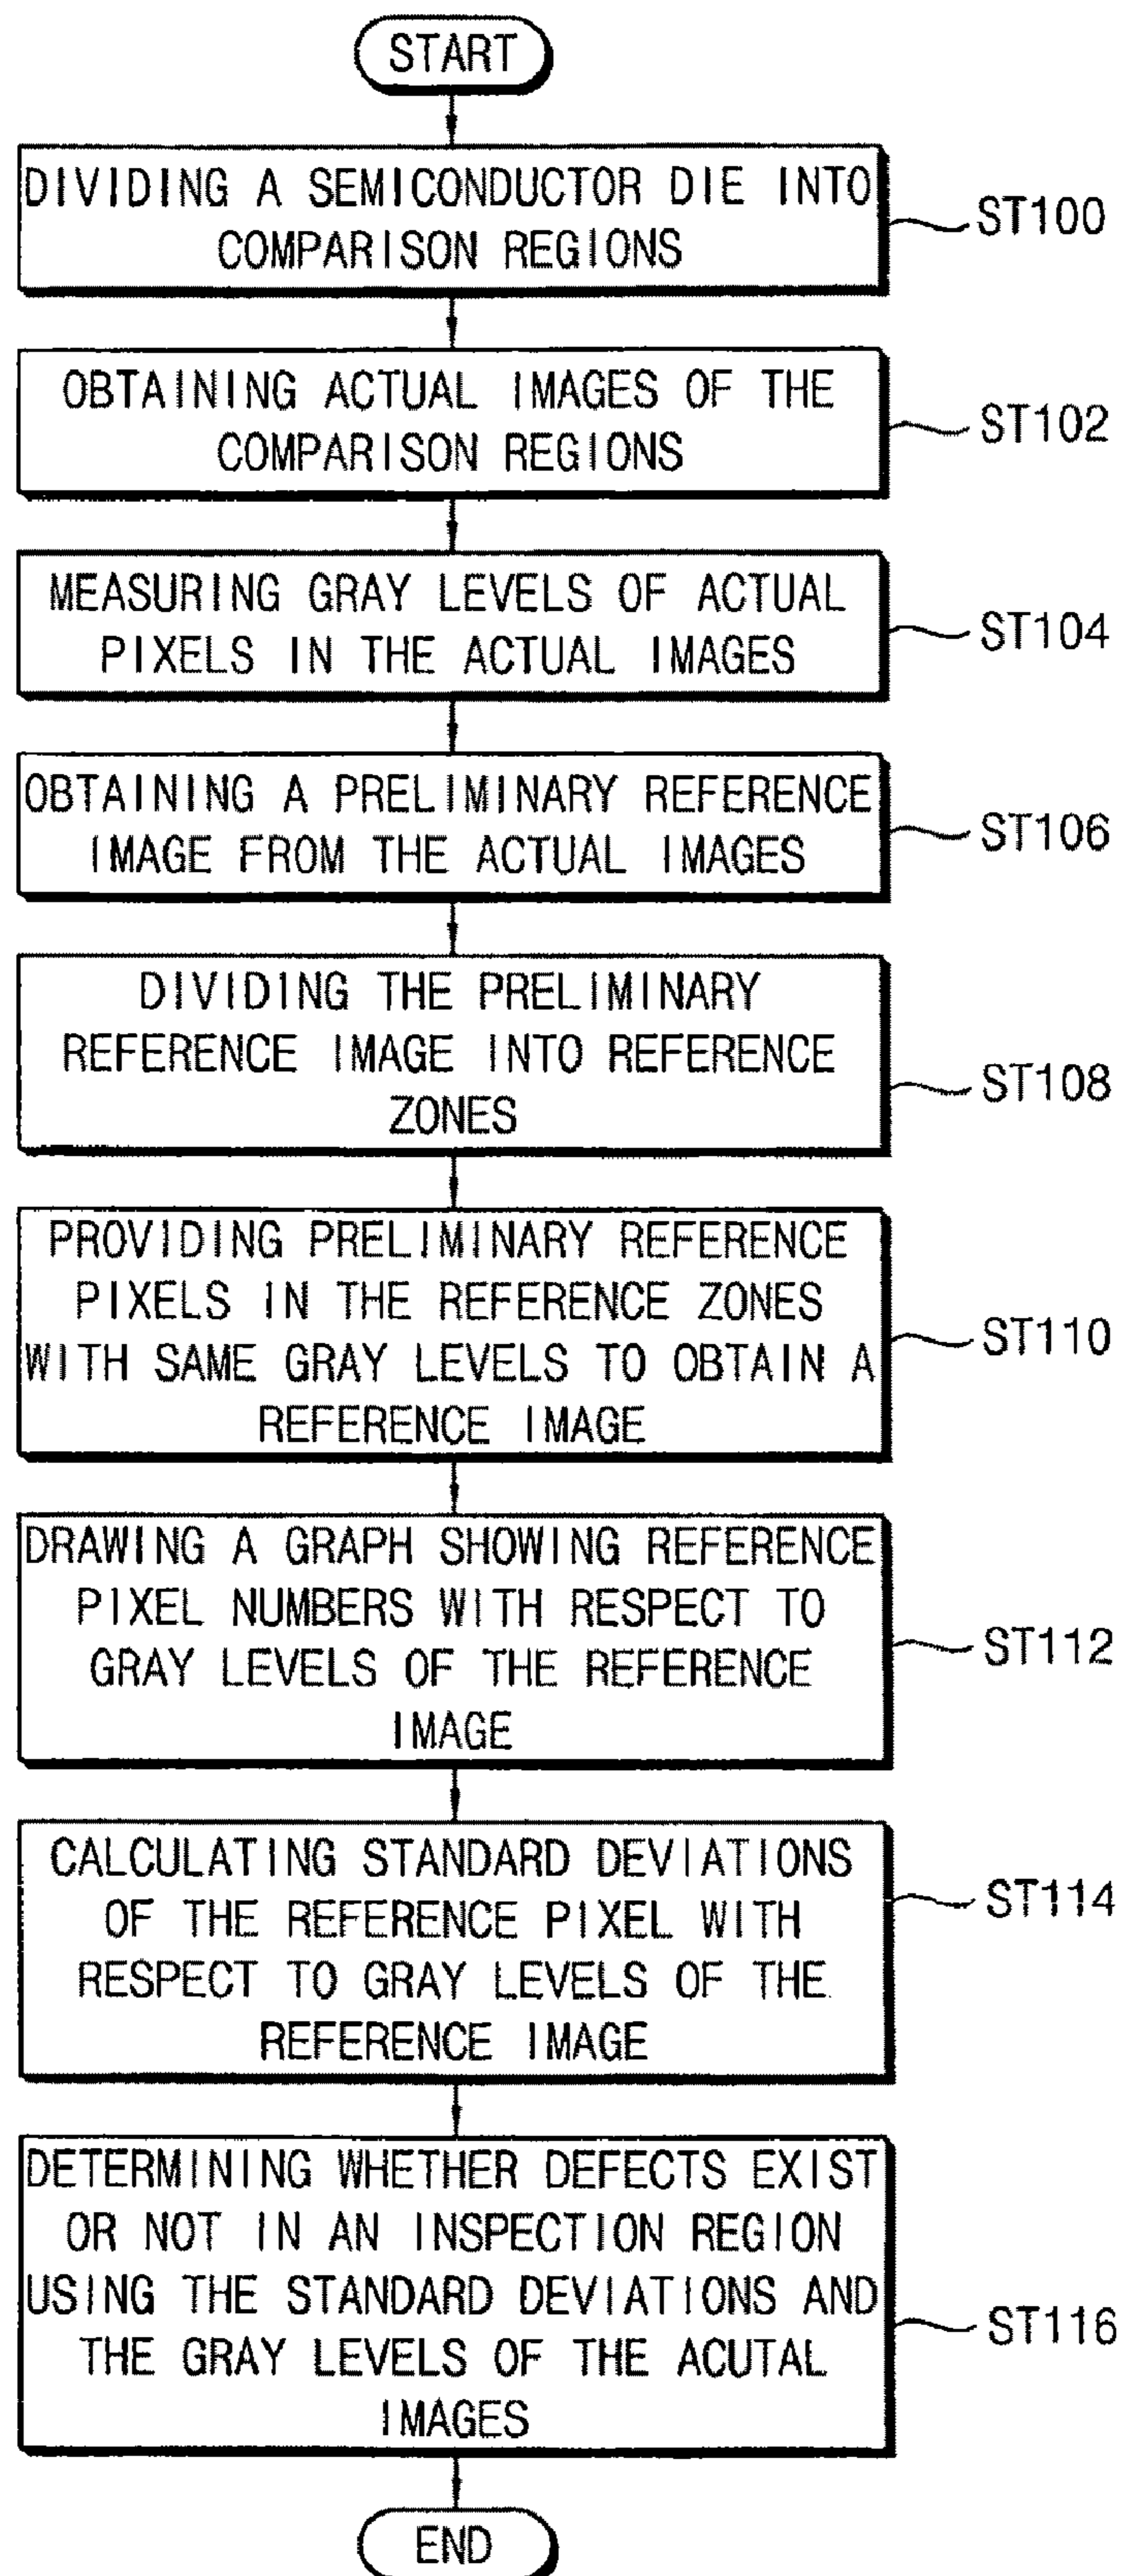 START
DIVIDING A SEMICONDUCTOR DIE INTO
COMPARISON REGIONS
ST100
OBTAINING ACTUAL IMAGES OF THE
COMPARISON REGIONS
ST102
MEASURING GRAY LEVELS OF ACTUAL
PIXELS IN THE ACTUAL IMAGES
ST104
OBTAINING A PRELIMINARY REFERENCE
IMAGE FROM THE ACTUAL IMAGES
ST106
DIVIDING THE PRELIMINARY
REFERENCE IMAGE INTO REFERENCE
ZONES
ST108
PROVIDING PRELIMINARY REFERENCE
PIXELS IN THE REFERENCE ZONES
WITH SAME GRAY LEVELS TO OBTAIN A
REFERENCE IMAGE
ST110
DRAWING A GRAPH SHOWING REFERENCE
PIXEL NUMBERS WITH RESPECT TO
GRAY LEVELS OF THE REFERENCE
IMAGE
ST112
CALCULATING STANDARD DEVIATIONS
OF THE REFERENCE PIXEL WITH
RESPECT TO GRAY LEVELS OF THE
REFERENCE IMAGE
ST114
DETERMINING WHETHER DEFECTS EXIST
OR NOT IN AN INSPECTION REGION
USING THE STANDARD DEVIATIONS AND
THE GRAY LEVELS OF THE ACUTAL
IMAGES
ST116
END